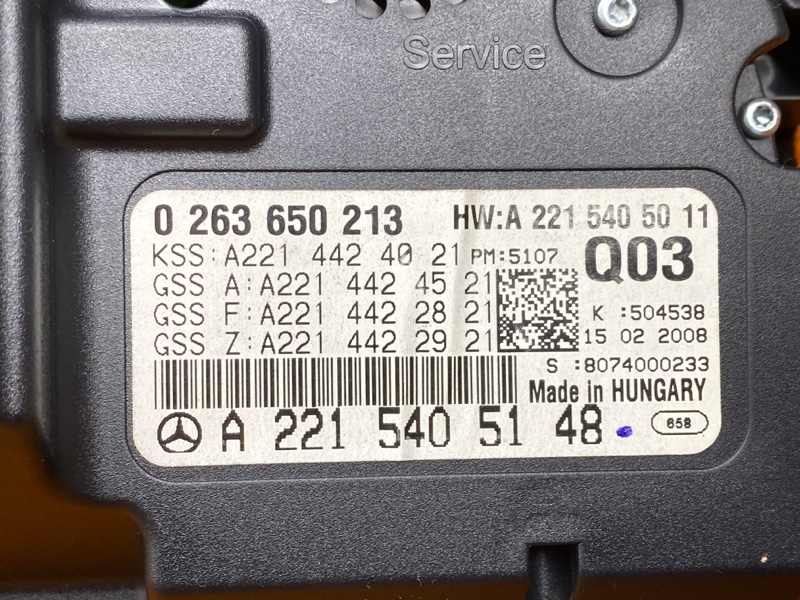 Service
0 263 650 213 HW:A 221 540 50 11
KSS:A221 442 40 21 PM:5107 Q03
GSS A:A221 442 45 21
GSS F:A221 442 28 21 K :504538
GSS Z:A221 442 29 21 15 02 2008
S :8074000233
Made in HUNGARY
A 221 540 51 48 658